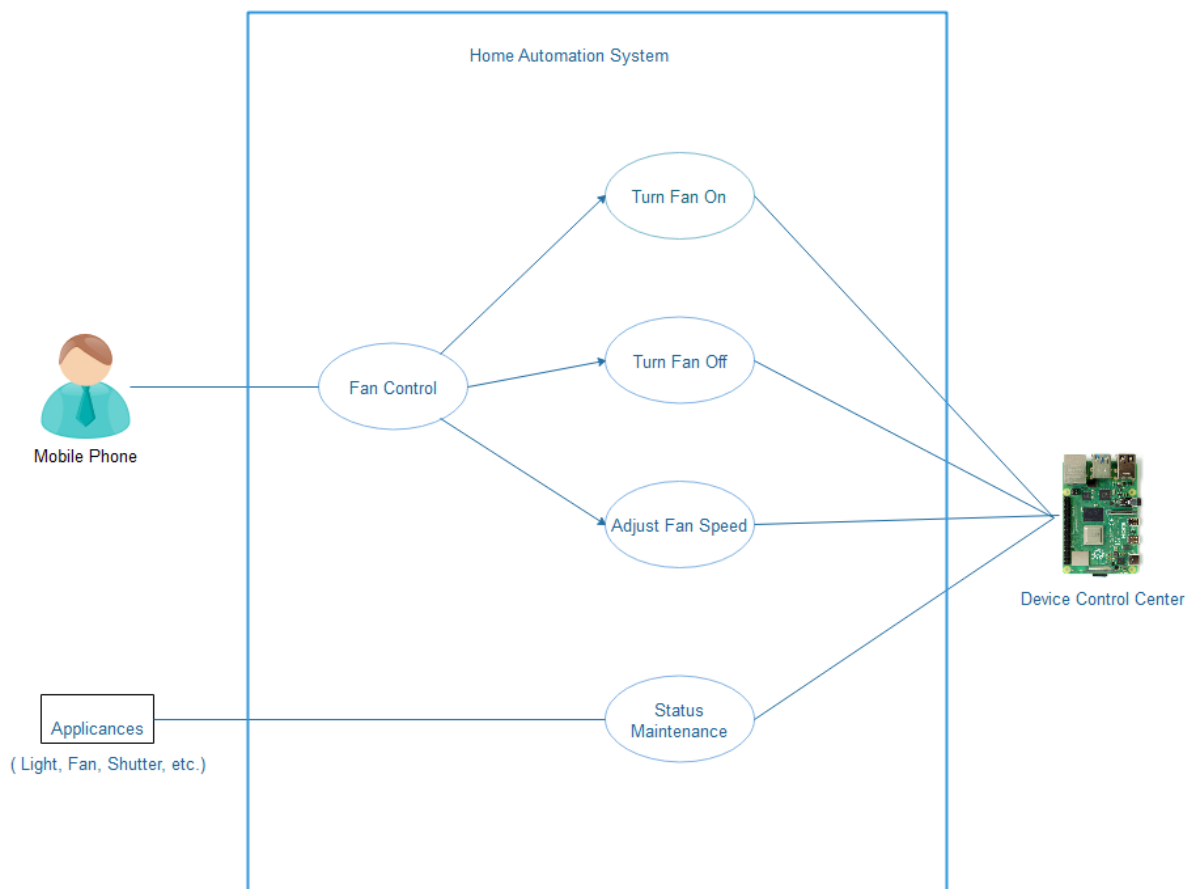 Home Automation System
Turn Fan On
Turn Fan Off
Fan Control
Mobile Phone
Adjust Fan Speed
Device Control Center
Status
Maintenance
Applicances
( Light, Fan, Shutter, etc.)